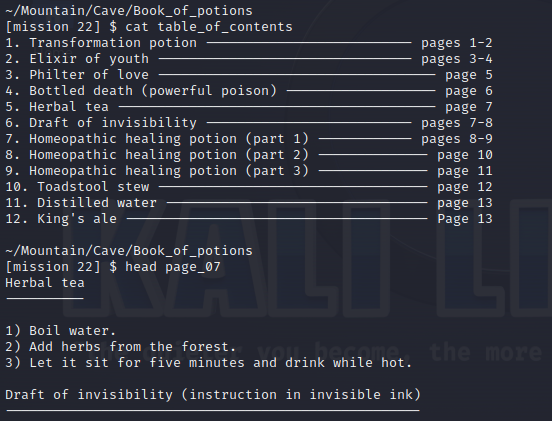 ~/Mountain/Cave/Book_of_potions
[mission 22] $ cat table_of_contents
1. Transformation potion ────────────────────────── pages 1-2
2. Elixir of youth ──────────────────────────────── pages 3-4
3. Philter of love ─────────────────────────────────── page 5
4. Bottled death (powerful poison) ─────────────────── page 6
5. Herbal tea ──────────────────────────────────────── page 7
6. Draft of invisibility ────────────────────────── pages 7-8
7. Homeopathic healing potion (part 1) ──────────── pages 8-9
8. Homeopathic healing potion (part 2) ────────────── page 10
9. Homeopathic healing potion (part 3) ────────────── page 11
10. Toadstool stew ────────────────────────────────── page 12
11. Distilled water ───────────────────────────────── page 13
12. King's ale ────────────────────────────────────── Page 13
~/Mountain/Cave/Book_of_potions
[mission 22] $ head page_07
Herbal tea
──────────
KALI LI
1) Boil water.
2) Add herbs from the forest.
you become, the more
3) Let it sit for five minutes and drink while hot.
Draft of invisibility (instruction in invisible ink)
────────────────────────────────────────────────────